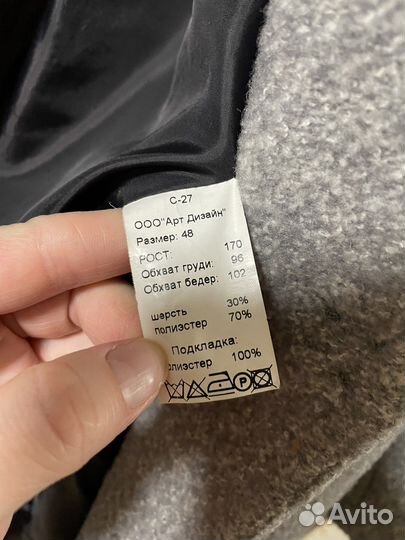 С-27
ООО"Арт Дизайн"
Размер: 48
РОСТ: 170
Обхват груди: 96
Обхват бедер: 102
шерсть 30%
полиэстер 70%
Подкладка:
полиэстер 100%
P
Avito